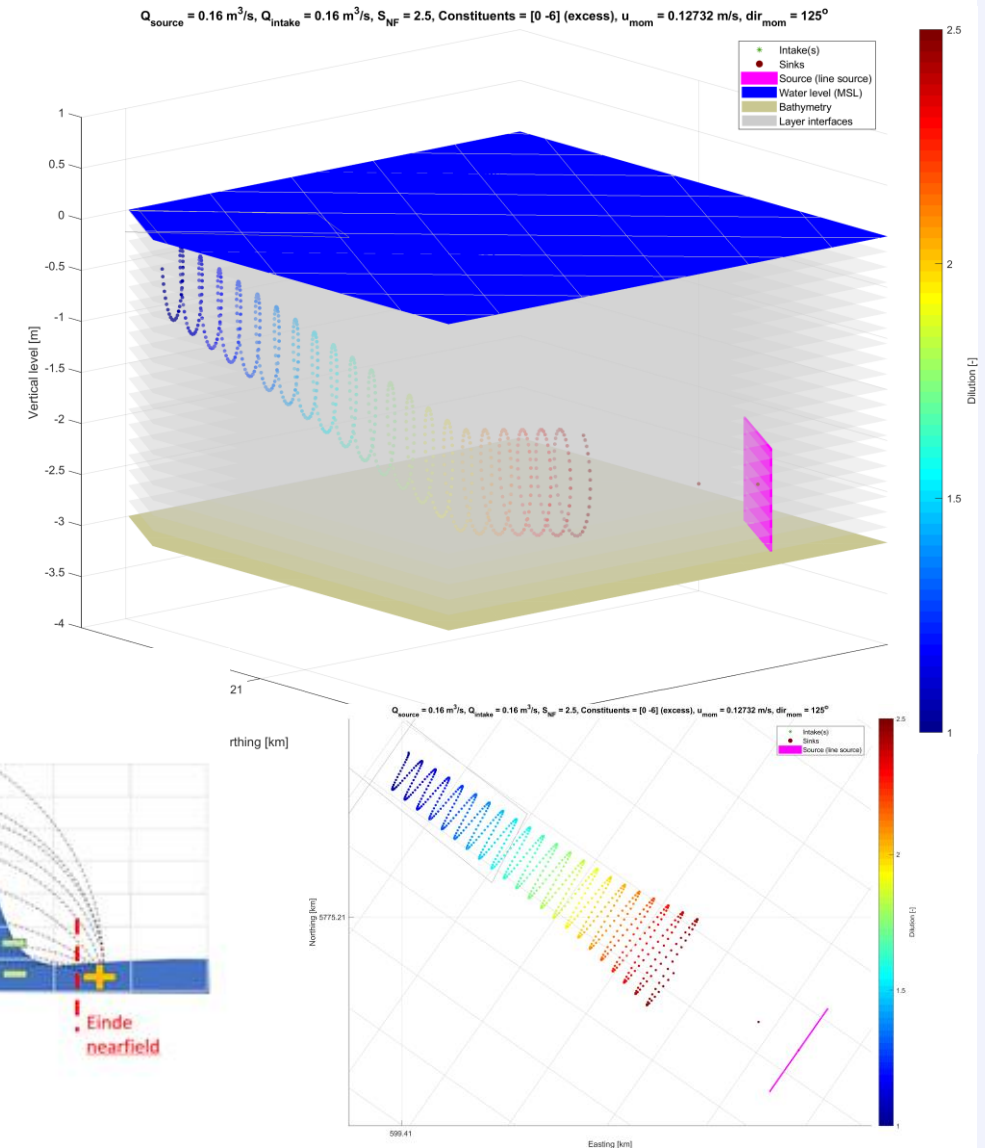 Q_source = 0.16 m³/s, Q_intake = 0.16 m³/s, S_NF = 2.5, Constituents = [0 -6] (excess), u_mom = 0.12732 m/s, dir_mom = 125°
Intake(s)
Sinks
Source (line source)
Water level (MSL)
Bathymetry
Layer interfaces
1
0.5
0
-0.5
-1
-1.5
-2
-2.5
-3
-3.5
-4
Vertical level [m]
21
rthing [km]
2.5
2
1.5
1
Dilution [-]
Q_source = 0.16 m³/s, Q_intake = 0.16 m³/s, S_NF = 2.5, Constituents = [0 -6] (excess), u_mom = 0.12732 m/s, dir_mom = 125°
Intake(s)
Sinks
Source (line source)
Northing [km]
5775.21
599.41
Easting [km]
2.5
2
1.5
1
Dilution [-]
Einde
nearfield